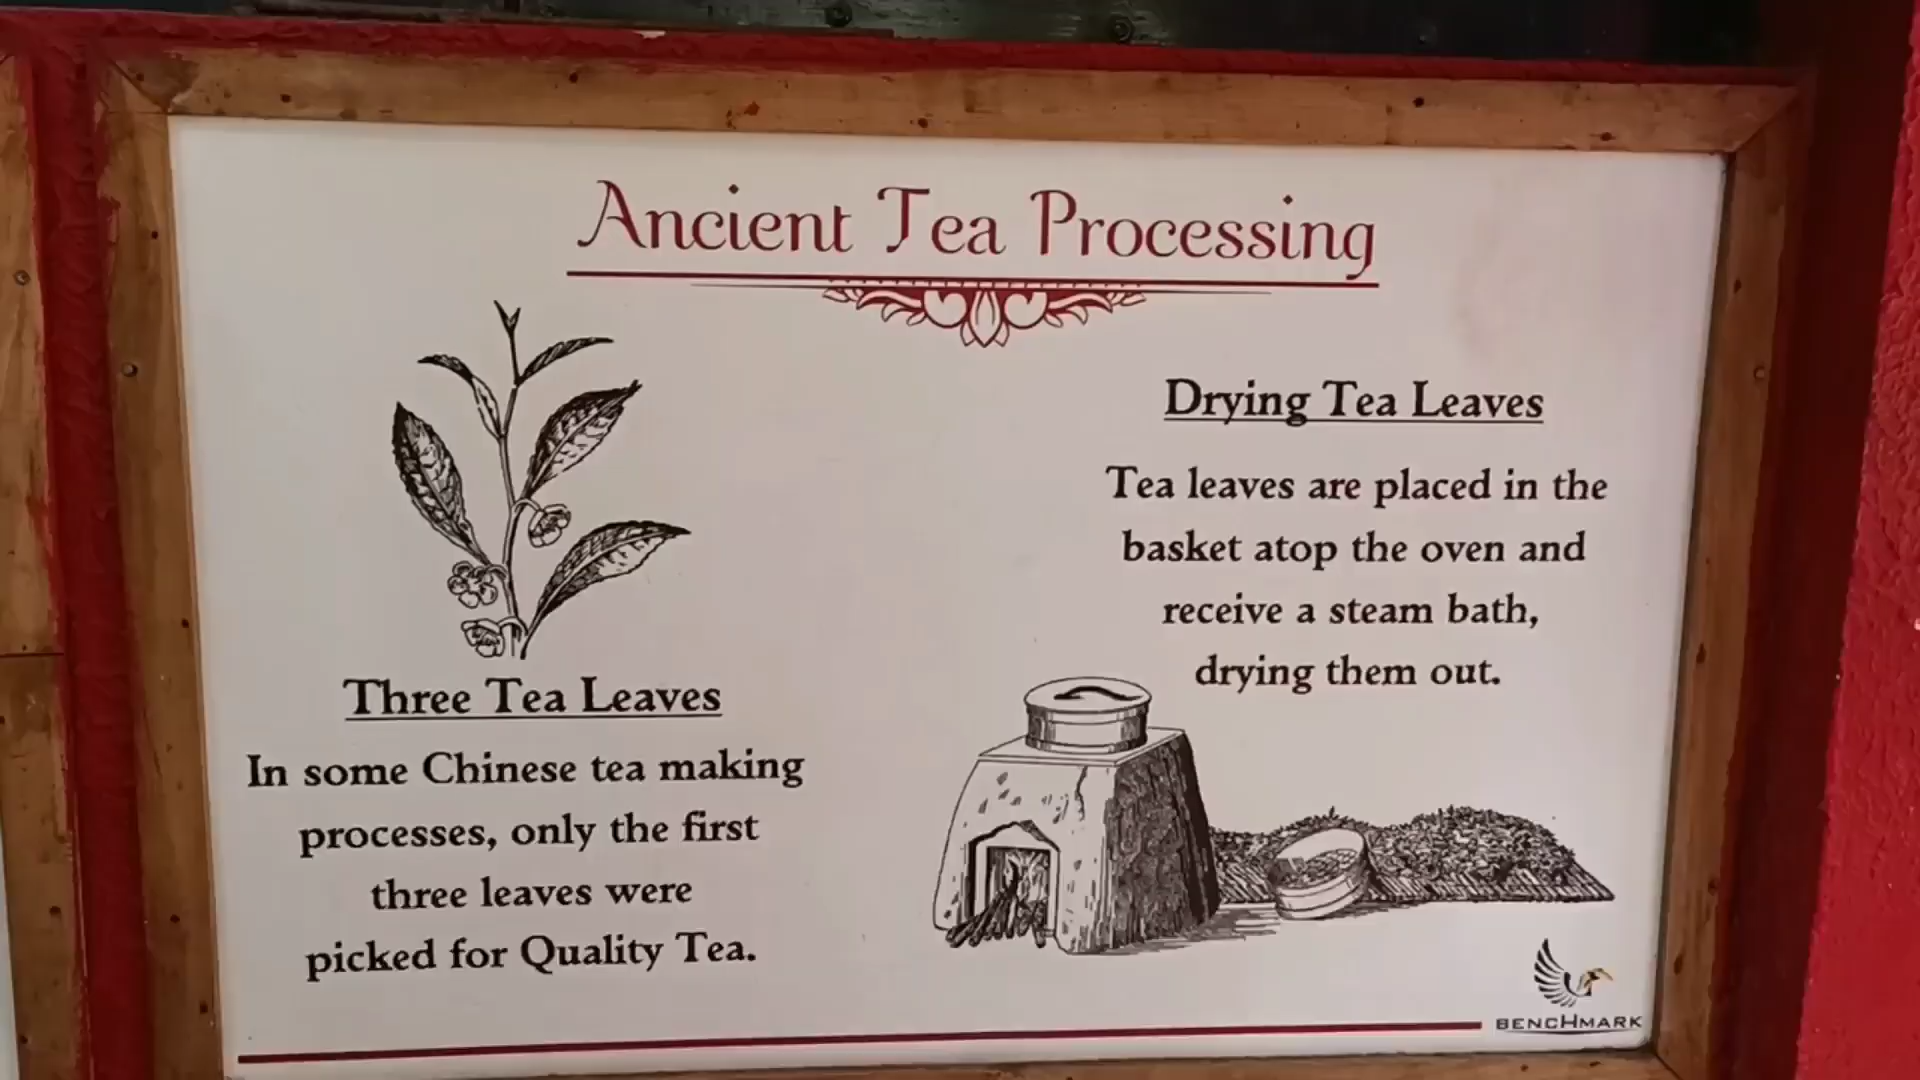 Ancient Tea Processing
Three Tea Leaves
In some Chinese tea making
processes, only the first
three leaves were
picked for Quality Tea.
Drying Tea Leaves
Tea leaves are placed in the
basket atop the oven and
receive a steam bath,
drying them out.
BENCHMARK